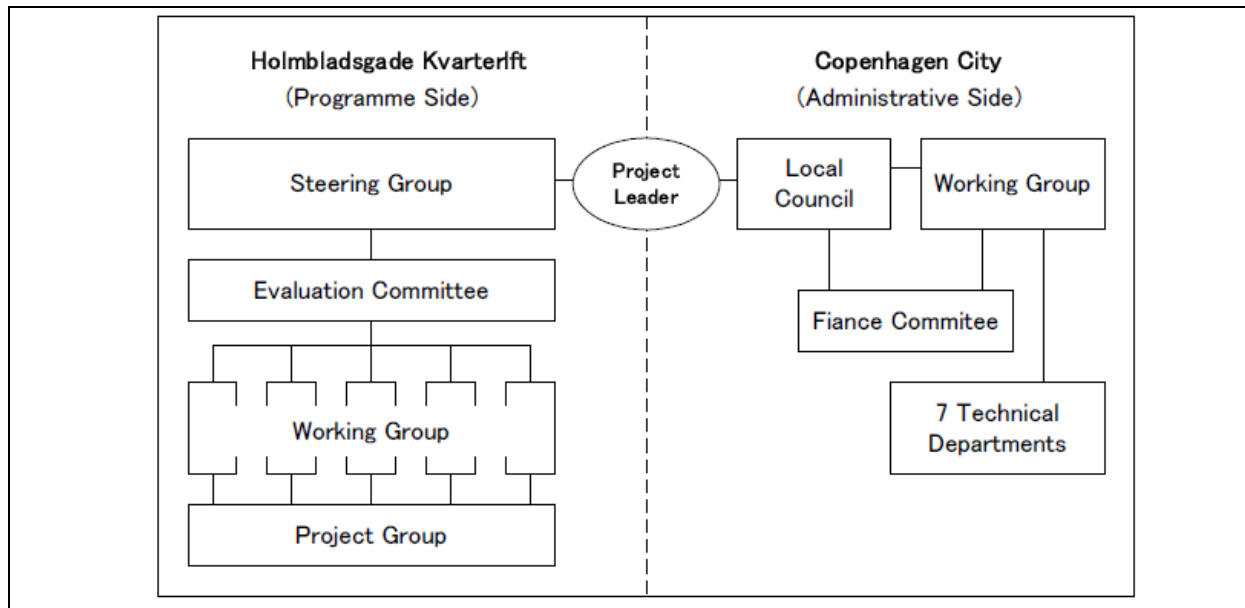 Holmbladsgade Kvarterlft
(Programme Side)
Steering Group
Evaluation Committee
Working Group
Project Group
Project
Leader
Copenhagen City
(Administrative Side)
Local
Council
Working Group
Fiance Commitee
7 Technical
Departments